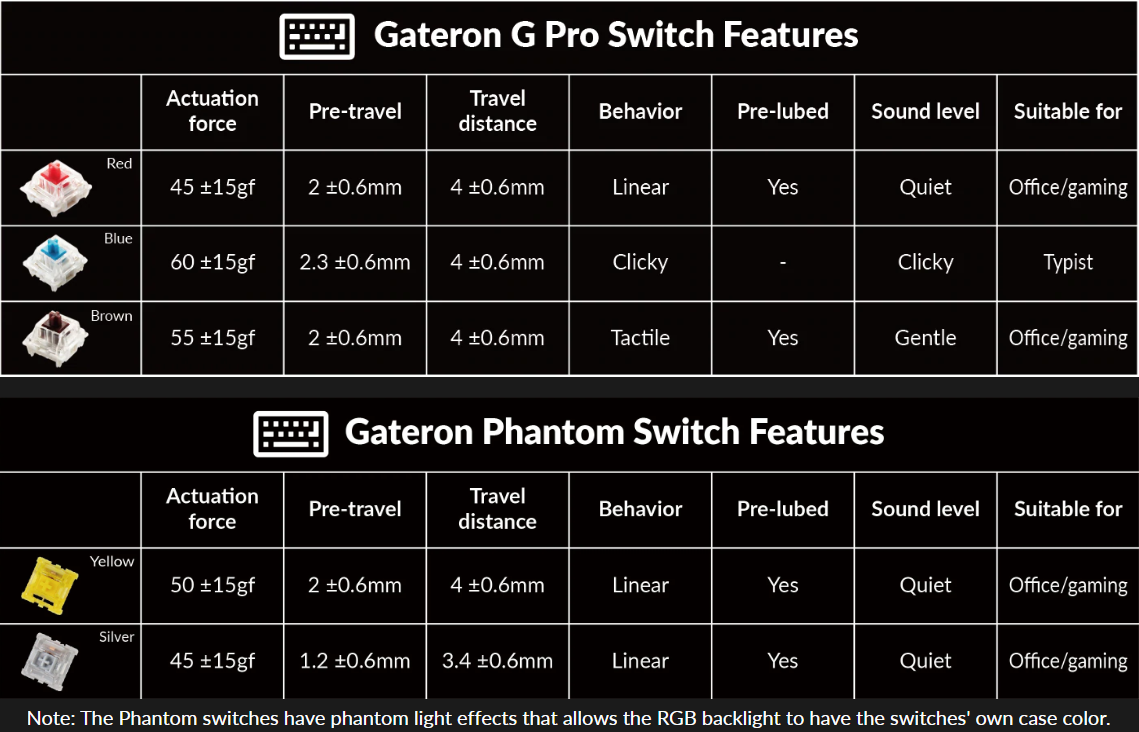 Gateron G Pro Switch Features
Actuation force Pre-travel Travel distance Behavior Pre-lubed Sound level Suitable for
Red 45 ±15gf 2 ±0.6mm 4 ±0.6mm Linear Yes Quiet Office/gaming
Blue 60 ±15gf 2.3 ±0.6mm 4 ±0.6mm Clicky - Clicky Typist
Brown 55 ±15gf 2 ±0.6mm 4 ±0.6mm Tactile Yes Gentle Office/gaming
Gateron Phantom Switch Features
Actuation force Pre-travel Travel distance Behavior Pre-lubed Sound level Suitable for
Yellow 50 ±15gf 2 ±0.6mm 4 ±0.6mm Linear Yes Quiet Office/gaming
Silver 45 ±15gf 1.2 ±0.6mm 3.4 ±0.6mm Linear Yes Quiet Office/gaming
Note: The Phantom switches have phantom light effects that allows the RGB backlight to have the switches' own case color.